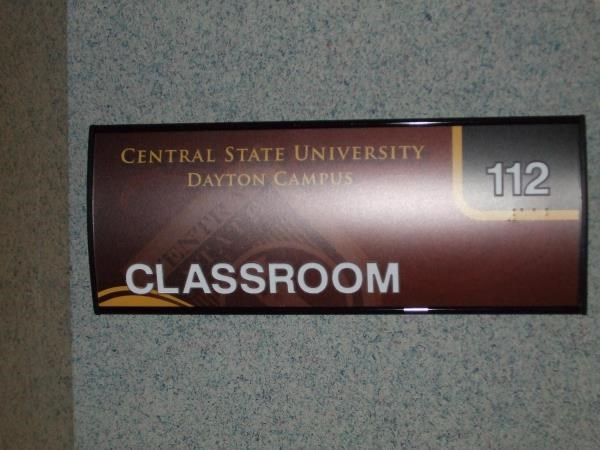 CENTRAL STATE UNIVERSITY
DAYTON CAMPUS
112
CLASSROOM